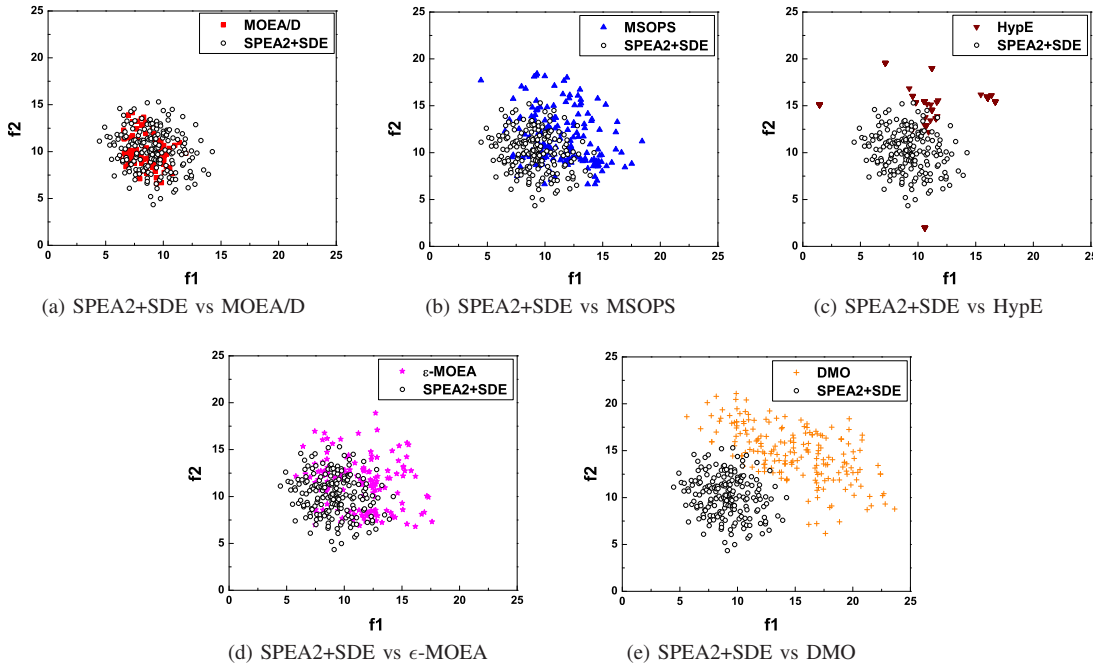 MOEA/D
SPEA2+SDE
f2
25
20
15
10
5
0
0 5 10 15 20 25
f1
(a) SPEA2+SDE vs MOEA/D
MSOPS
SPEA2+SDE
f2
25
20
15
10
5
0
0 5 10 15 20 25
f1
(b) SPEA2+SDE vs MSOPS
HypE
SPEA2+SDE
f2
25
20
15
10
5
0
0 5 10 15 20 25
f1
(c) SPEA2+SDE vs HypE
ε-MOEA
SPEA2+SDE
f2
25
20
15
10
5
0
0 5 10 15 20 25
f1
(d) SPEA2+SDE vs ϵ-MOEA
DMO
SPEA2+SDE
f2
25
20
15
10
5
0
0 5 10 15 20 25
f1
(e) SPEA2+SDE vs DMO